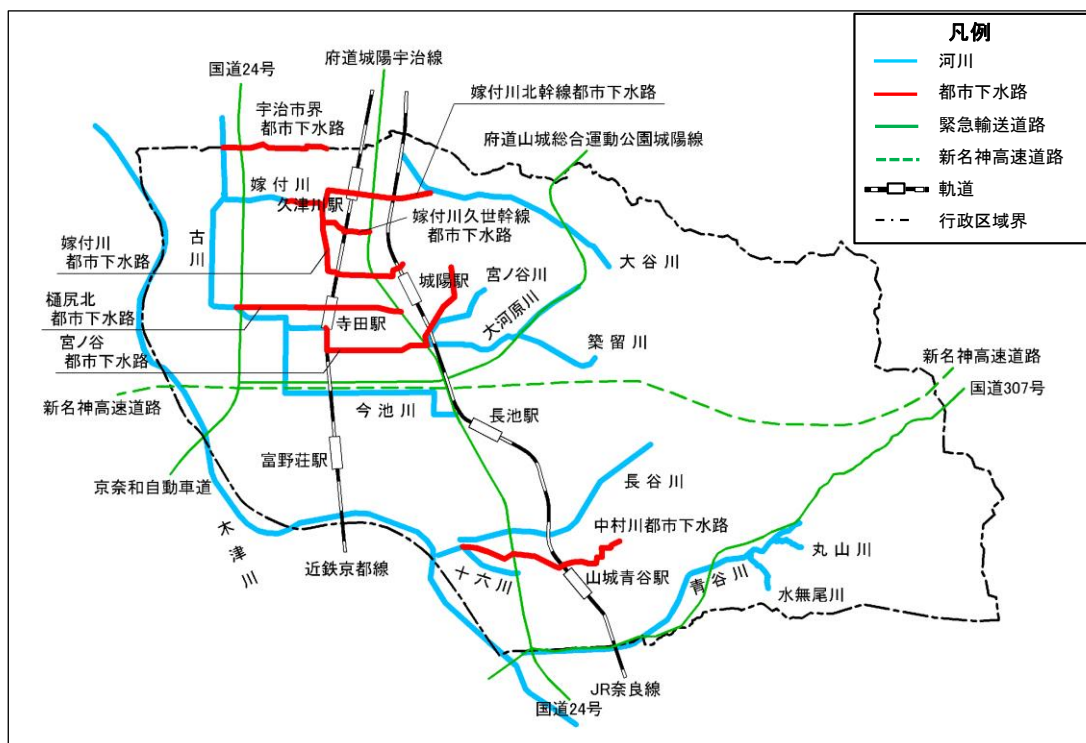 凡例
河川
都市下水路
緊急輸送道路
新名神高速道路
軌道
行政区域界
府道城陽宇治線
国道24号
嫁付川北幹線都市下水路
宇治市界
都市下水路
府道山城総合運動公園城陽線
嫁付川
久津川駅
嫁付川久世幹線
都市下水路
古川
嫁付川
都市下水路
大谷川
城陽駅
宮ノ谷川
大河原川
樋尻北
都市下水路
寺田駅
宮ノ谷
都市下水路
築留川
新名神高速道路
国道307号
新名神高速道路
今池川
長池駅
富野荘駅
京奈和自動車道
長谷川
木津川
中村川都市下水路
丸山川
近鉄京都線
十六川
山城青谷駅
青谷川
水無尾川
JR奈良線
国道24号